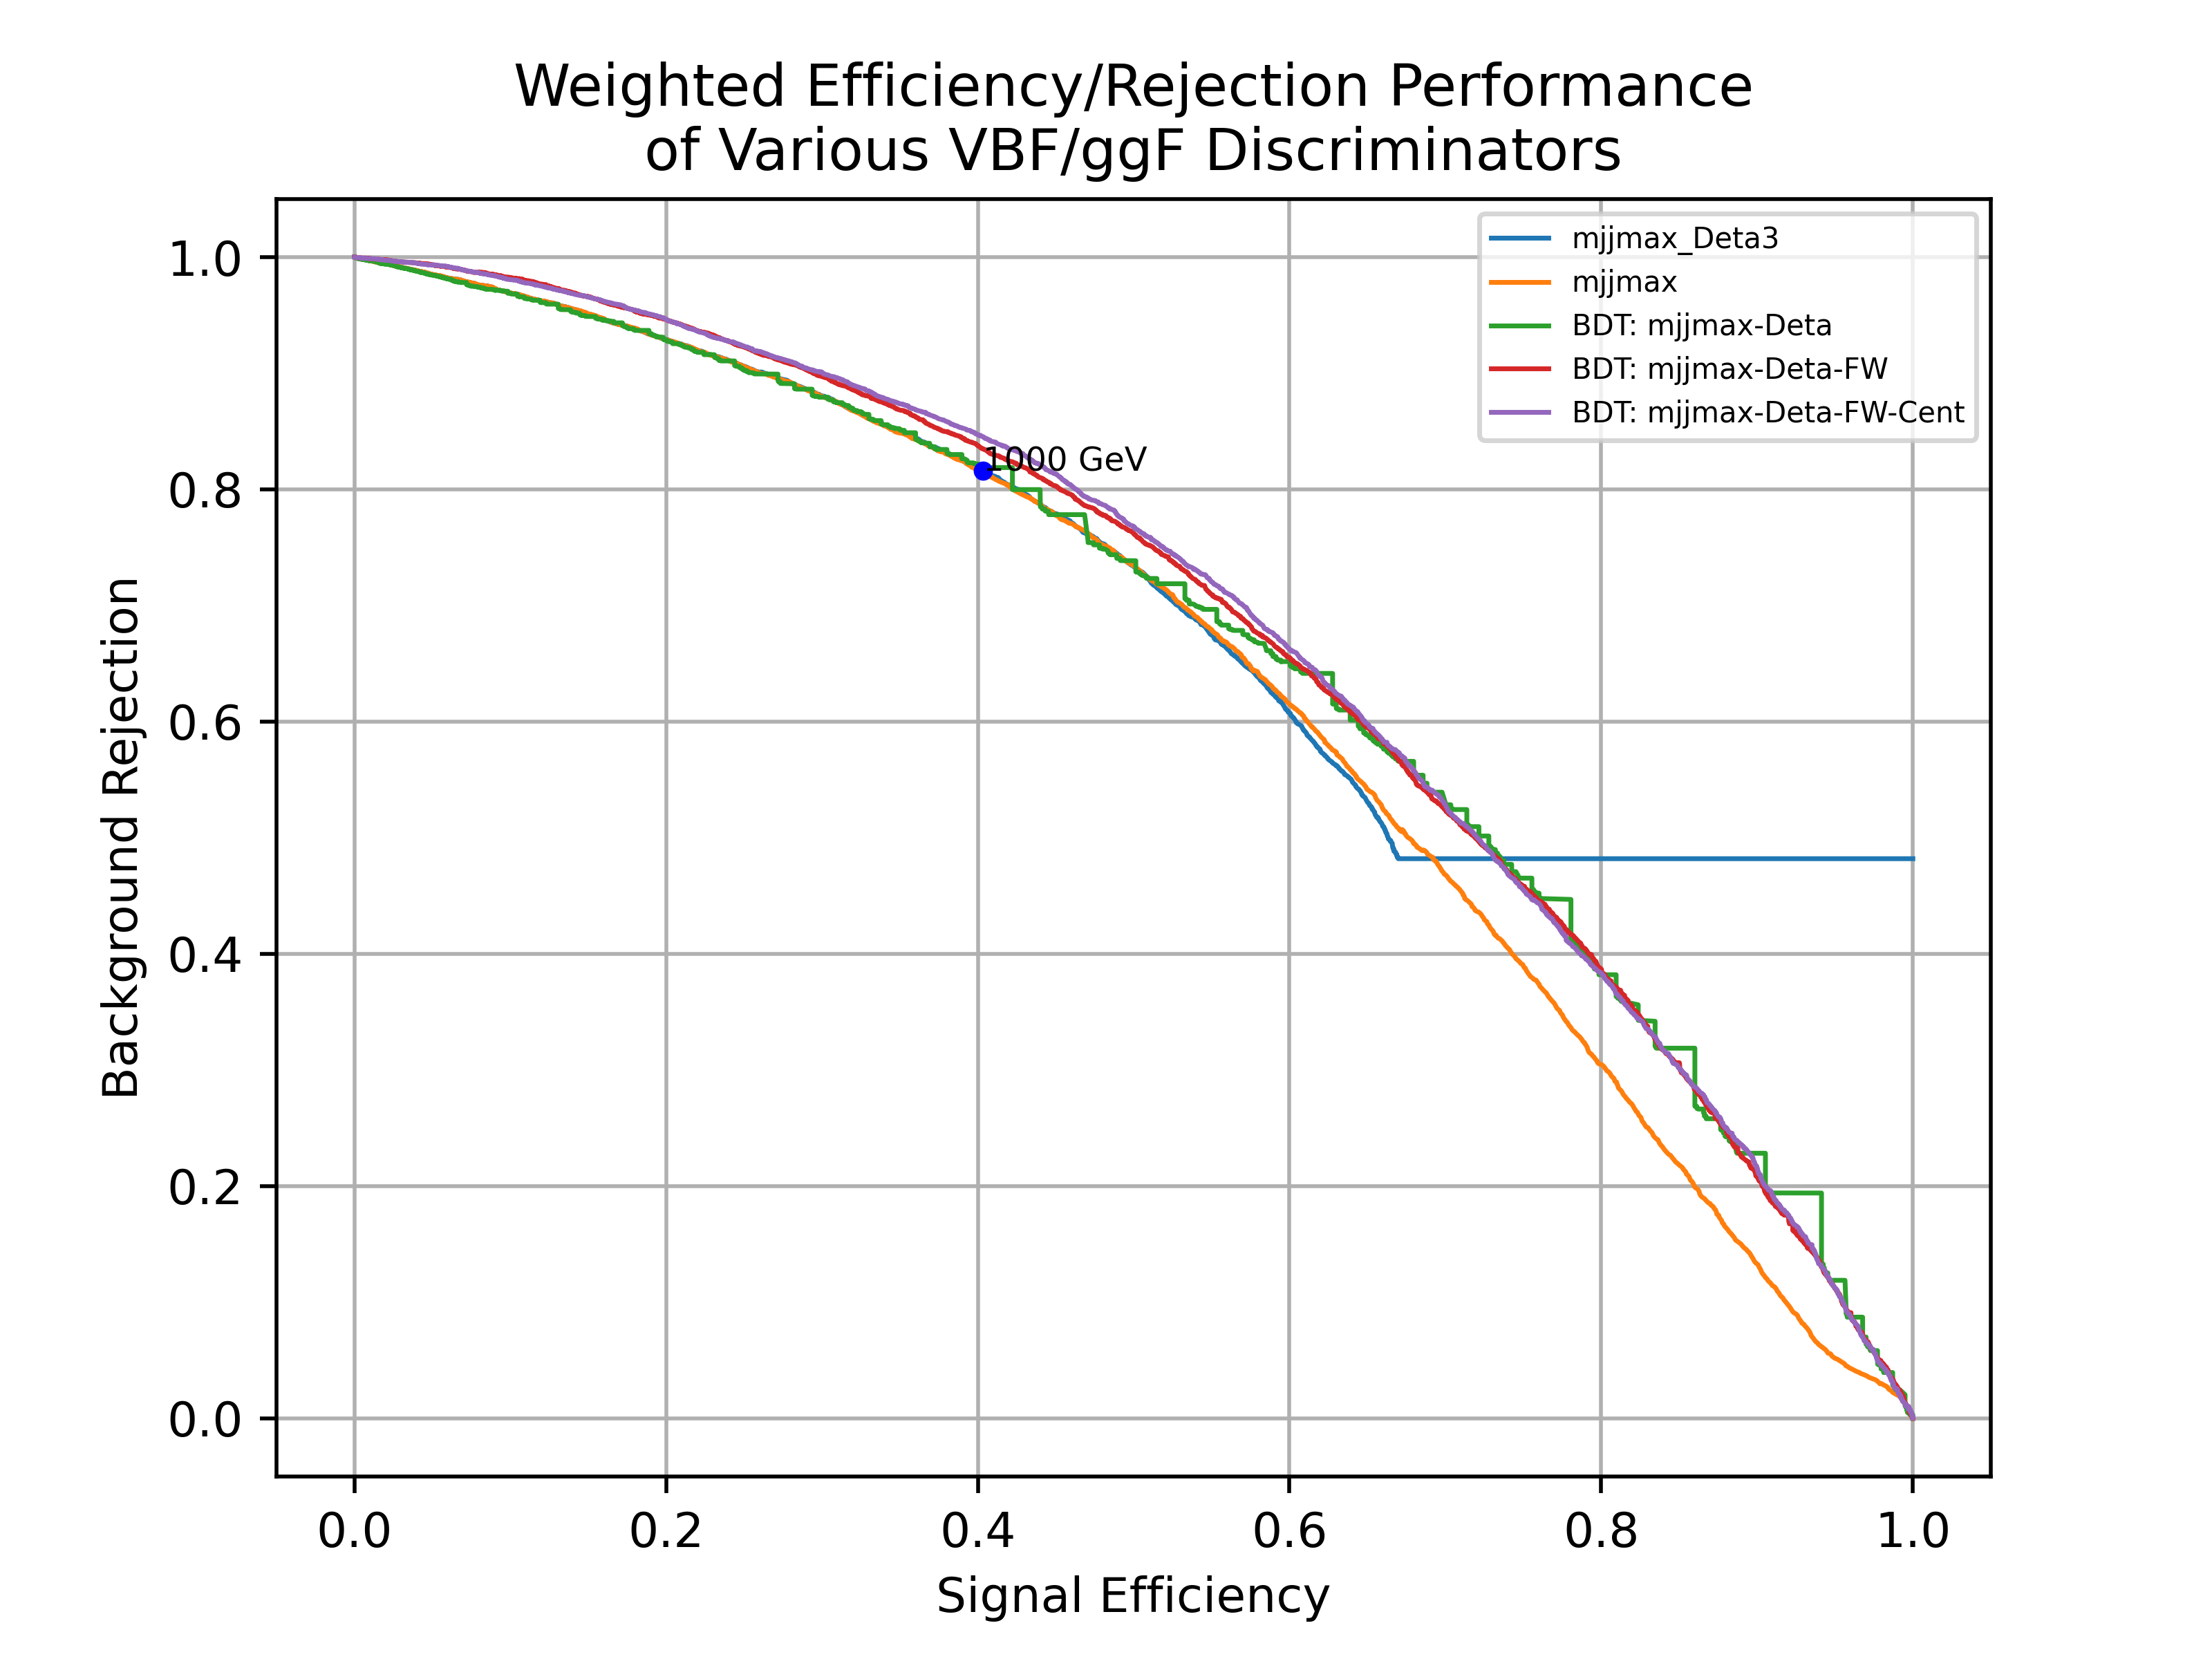 Weighted Efficiency/Rejection Performance
of Various VBF/ggF Discriminators
mjjmax_Deta3
mjjmax
BDT: mjjmax-Deta
BDT: mjjmax-Deta-FW
BDT: mjjmax-Deta-FW-Cent
1000 GeV
Background Rejection
1.0
0.8
0.6
0.4
0.2
0.0
0.0 0.2 0.4 0.6 0.8 1.0
Signal Efficiency